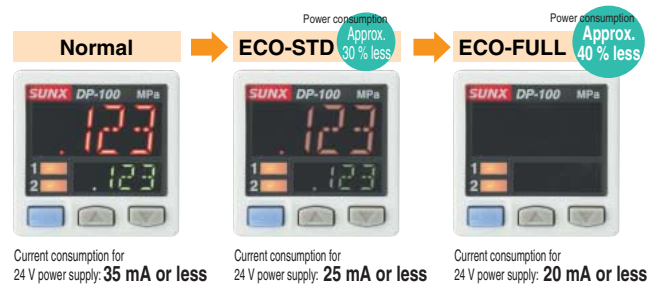 Normal
Power consumption
ECO-STD
Approx.
30 % less
Power consumption
ECO-FULL
Approx.
40 % less
SUNX DP-100 MPa
.123
1
2
.123
SUNX DP-100 MPa
.123
1
2
.123
SUNX DP-100 MPa
1
2
Current consumption for
24 V power supply: 35 mA or less
Current consumption for
24 V power supply: 25 mA or less
Current consumption for
24 V power supply: 20 mA or less